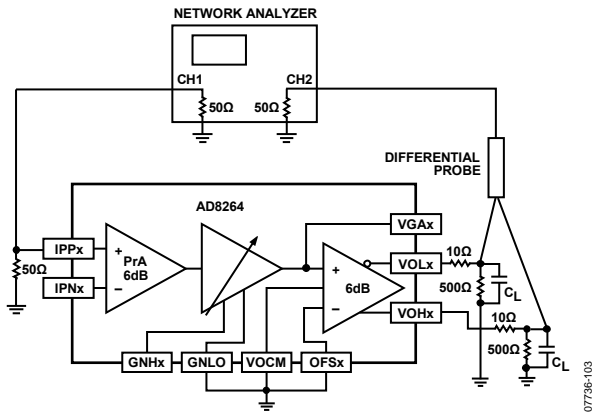 NETWORK ANALYZER
CH1
CH2
50Ω
50Ω
DIFFERENTIAL
PROBE
AD8264
VGAx
IPPx
+
PrA
6dB
–
IPNx
50Ω
+
6dB
–
VOLx
10Ω
500Ω
CL
VOHx
10Ω
500Ω
CL
GNHx
GNLO
VOCM
OFSx
07736-103